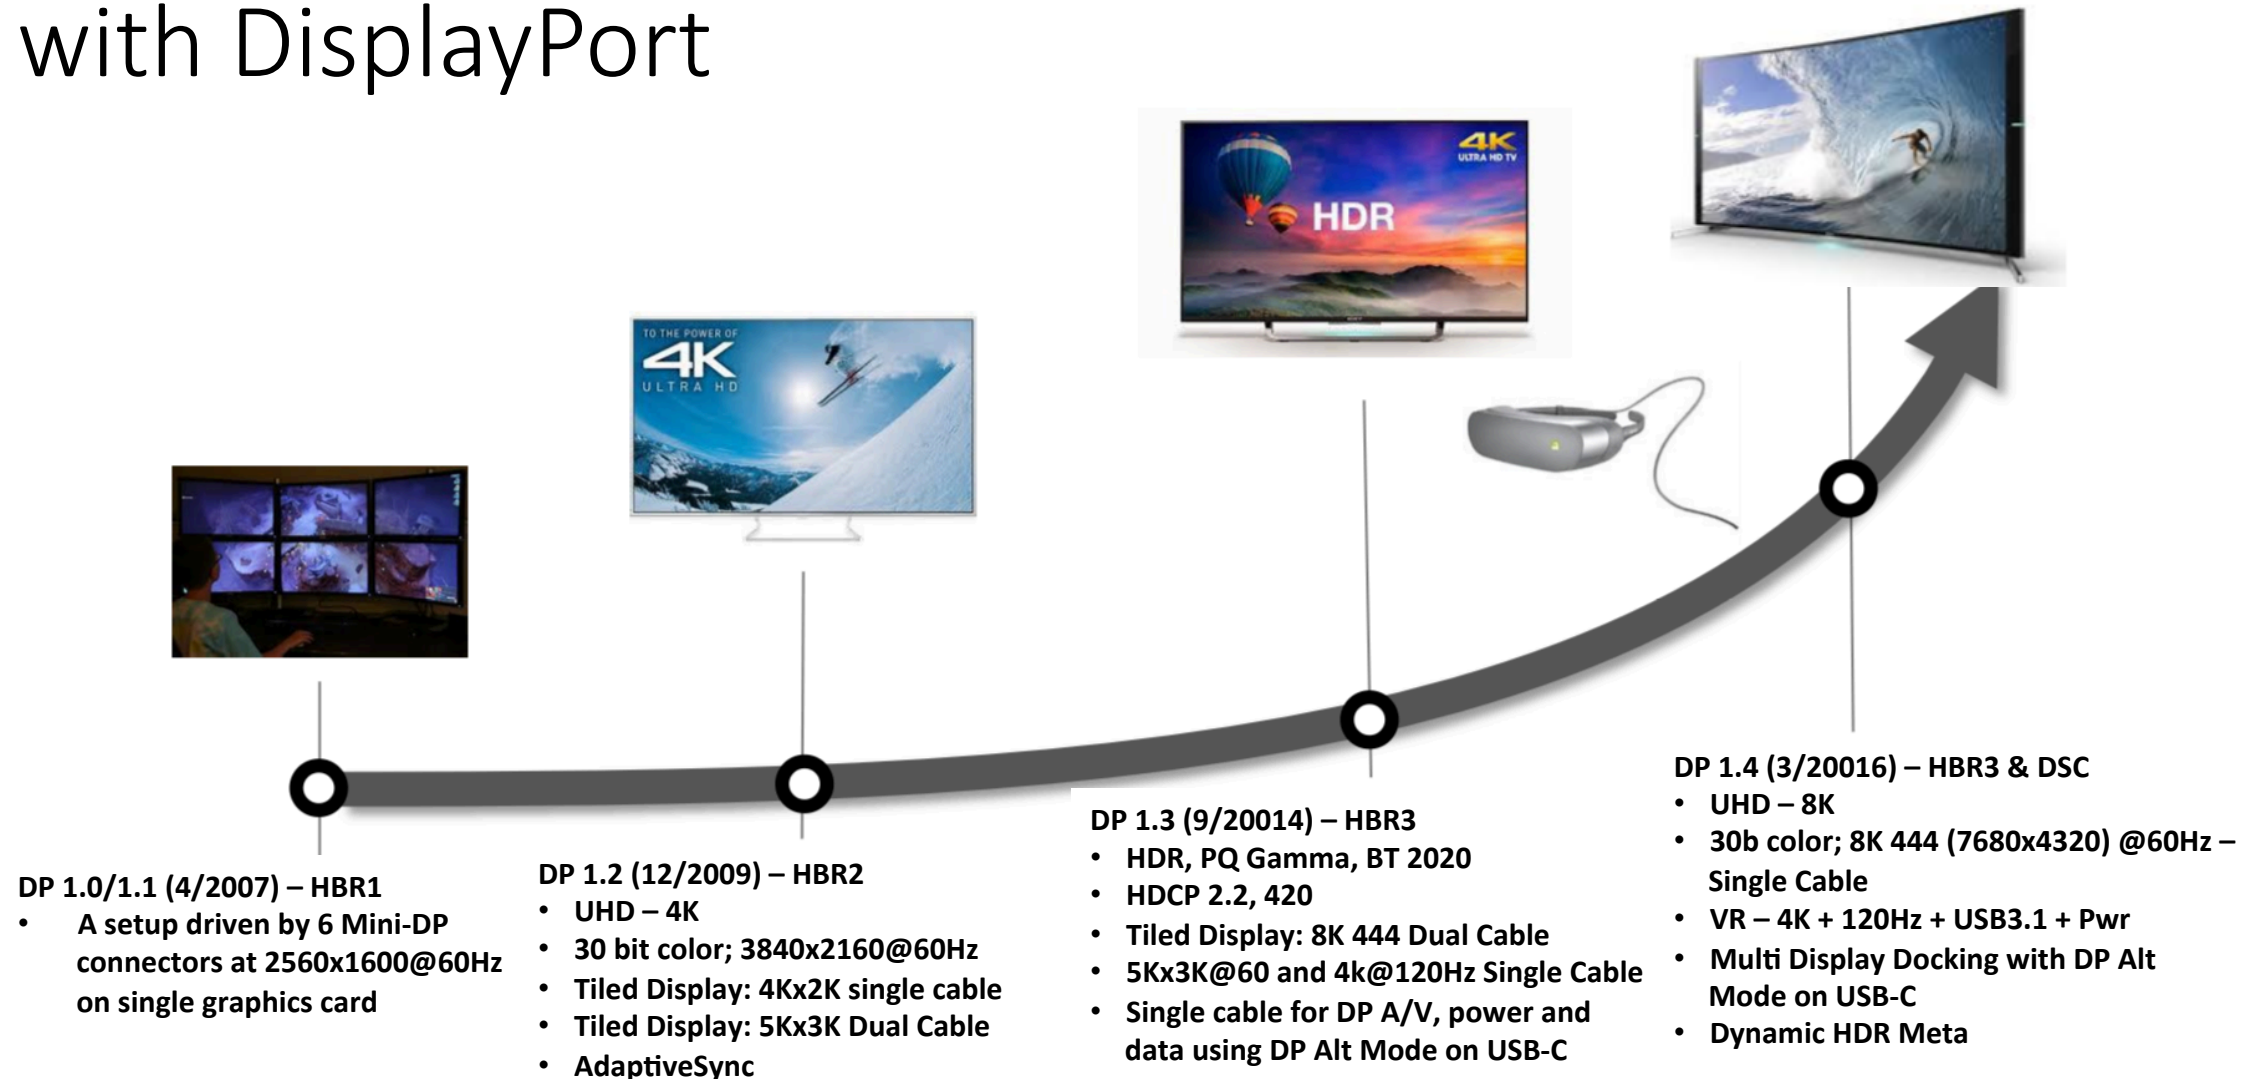 with DisplayPort
TO THE POWER OF
4K
ULTRA HD
4K
ULTRA HD TV
HDR
SONY
DP 1.0/1.1 (4/2007) – HBR1
• A setup driven by 6 Mini-DP
connectors at 2560x1600@60Hz
on single graphics card
DP 1.2 (12/2009) – HBR2
• UHD – 4K
• 30 bit color; 3840x2160@60Hz
• Tiled Display: 4Kx2K single cable
• Tiled Display: 5Kx3K Dual Cable
• AdaptiveSync
DP 1.3 (9/20014) – HBR3
• HDR, PQ Gamma, BT 2020
• HDCP 2.2, 420
• Tiled Display: 8K 444 Dual Cable
• 5Kx3K@60 and 4k@120Hz Single Cable
• Single cable for DP A/V, power and
data using DP Alt Mode on USB-C
DP 1.4 (3/20016) – HBR3 & DSC
• UHD – 8K
• 30b color; 8K 444 (7680x4320) @60Hz –
Single Cable
• VR – 4K + 120Hz + USB3.1 + Pwr
• Multi Display Docking with DP Alt
Mode on USB-C
• Dynamic HDR Meta